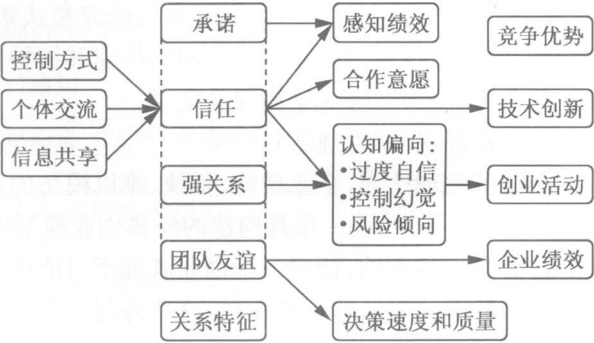 承诺
感知绩效
竞争优势
控制方式
合作意愿
个体交流
信任
技术创新
信息共享
认知偏向:
•过度自信
•控制幻觉
•风险倾向
强关系
创业活动
团队友谊
企业绩效
关系特征
决策速度和质量